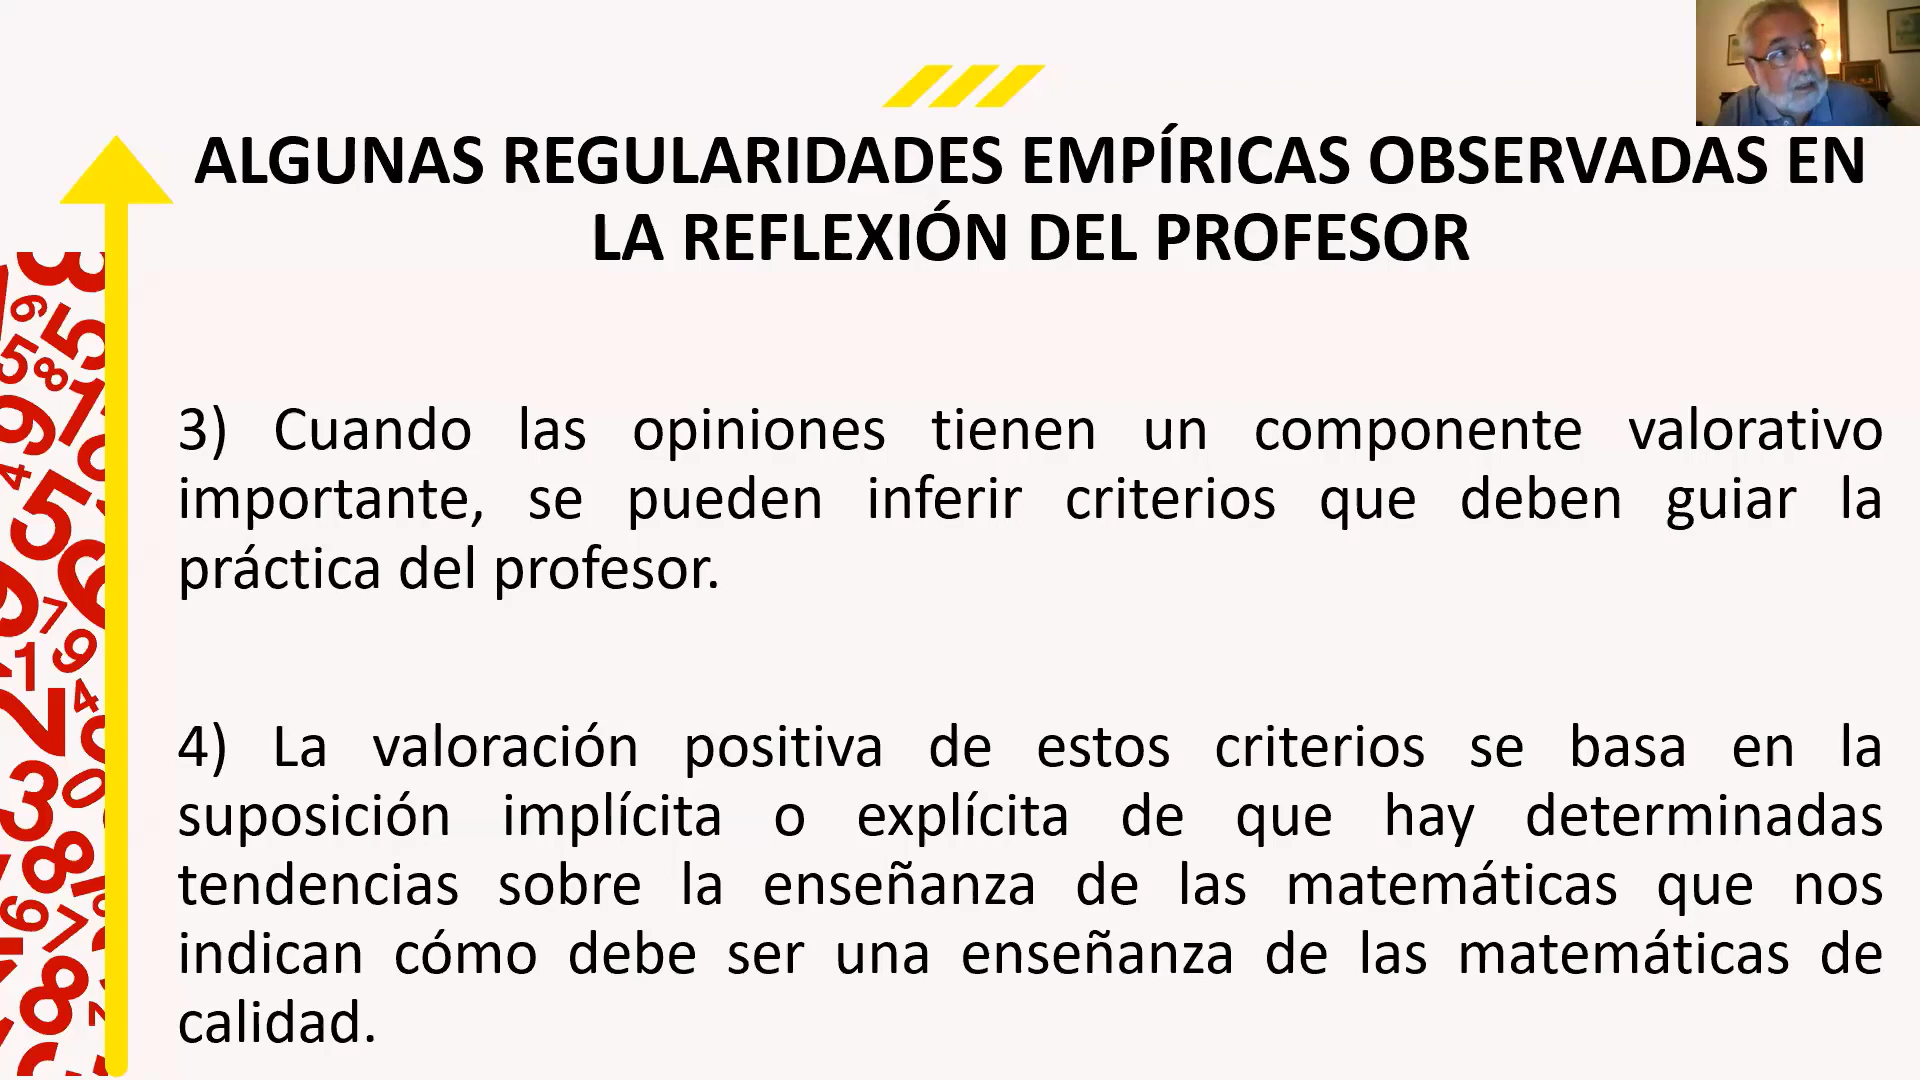 ALGUNAS REGULARIDADES EMPÍRICAS OBSERVADAS EN
LA REFLEXIÓN DEL PROFESOR
3) Cuando las opiniones tienen un componente valorativo
importante, se pueden inferir criterios que deben guiar la
práctica del profesor.
4) La valoración positiva de estos criterios se basa en la
suposición implícita o explícita de que hay determinadas
tendencias sobre la enseñanza de las matemáticas que nos
indican cómo debe ser una enseñanza de las matemáticas de
calidad.